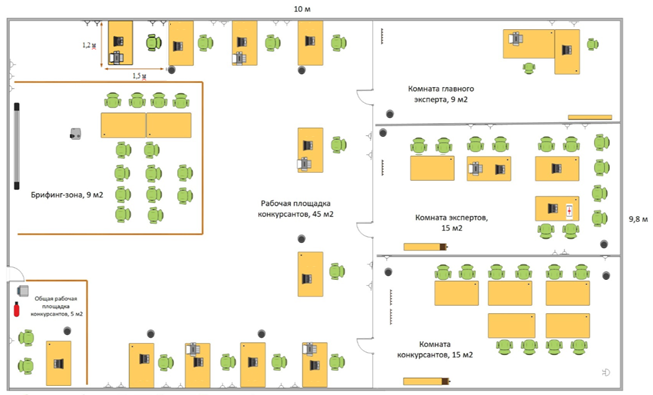 10 м
1,2 м
1,5 м
Комната главного
эксперта, 9 м2
Брифинг-зона, 9 м2
Рабочая площадка
конкурсантов, 45 м2
Комната экспертов,
15 м2
9,8 м
Общая рабочая
площадка
конкурсантов, 5 м2
Комната
конкурсантов, 15 м2